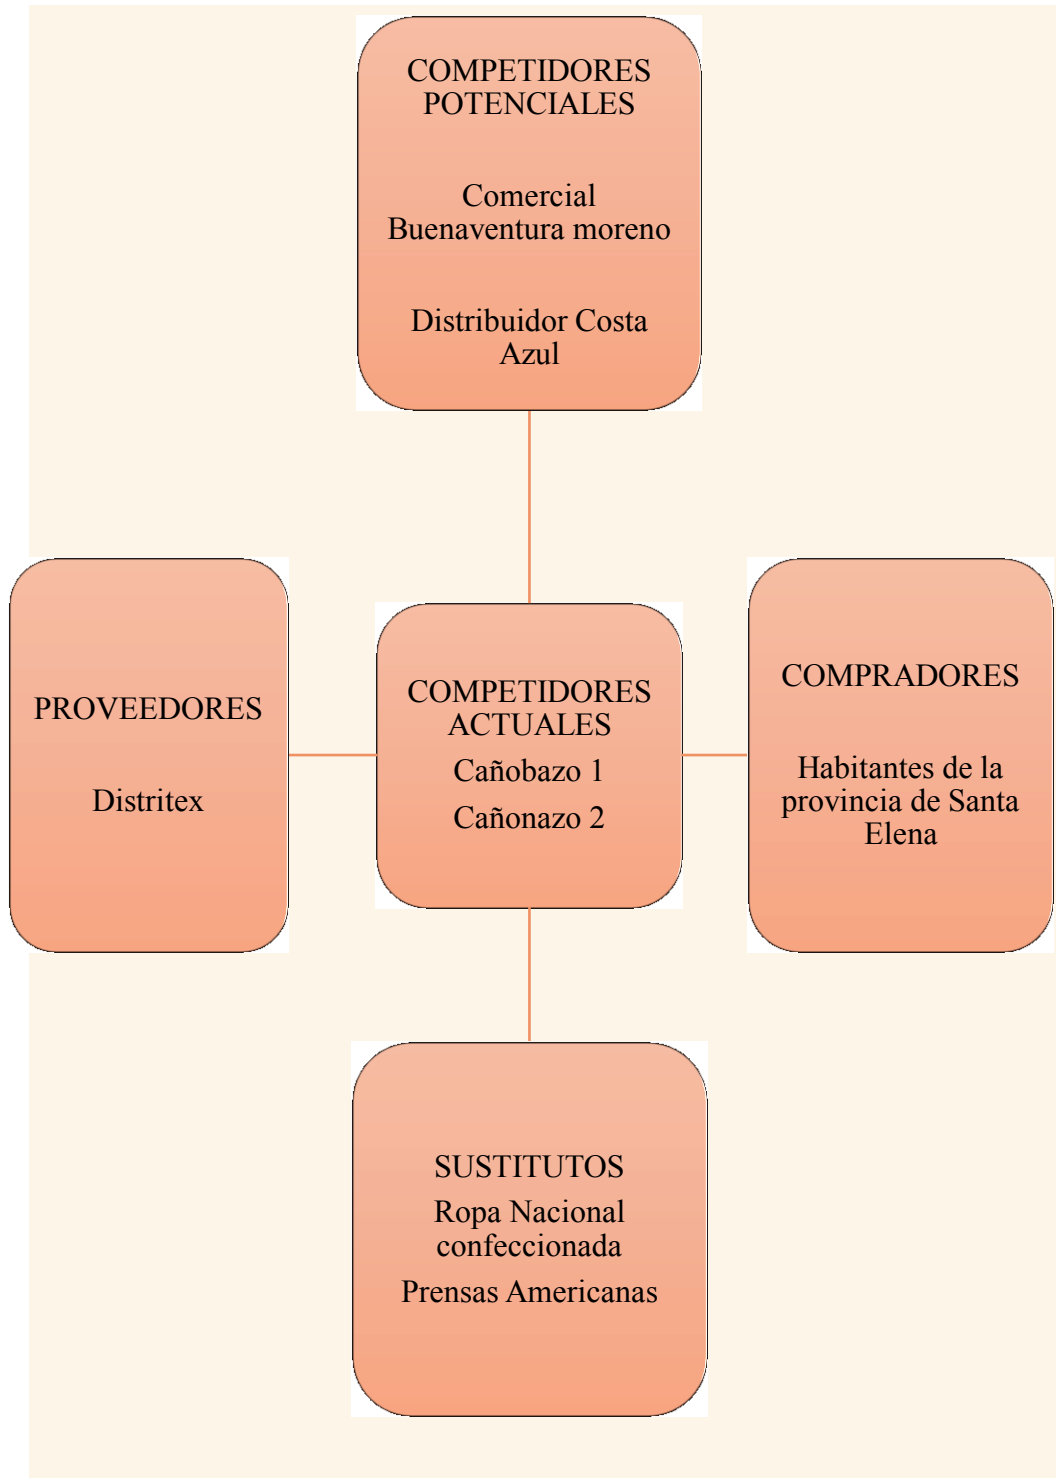 COMPETIDORES
POTENCIALES
Comercial
Buenaventura moreno
Distribuidor Costa
Azul
PROVEEDORES
Distritex
COMPETIDORES
ACTUALES
Cañobazo 1
Cañonazo 2
COMPRADORES
Habitantes de la
provincia de Santa
Elena
SUSTITUTOS
Ropa Nacional
confeccionada
Prensas Americanas